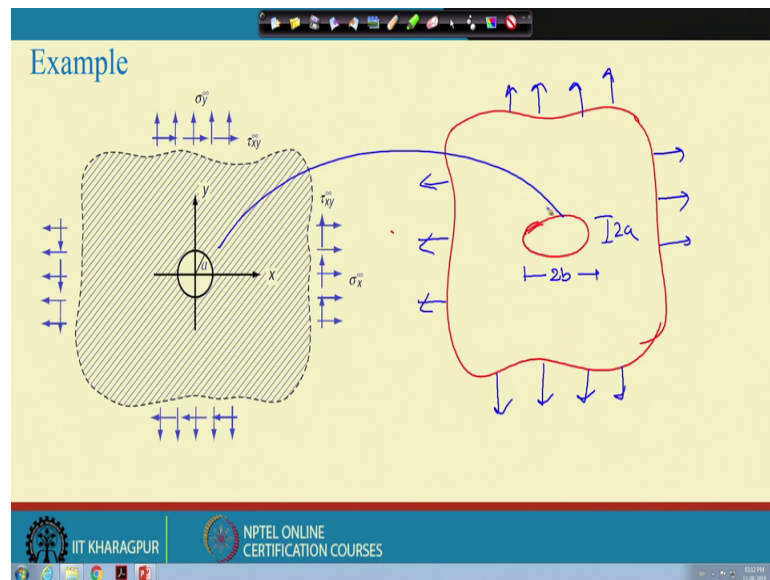 Example
σy∞
τxy∞
y
τxy∞
a
x
σx∞
2a
2b
IIT KHARAGPUR
NPTEL ONLINE
CERTIFICATION COURSES